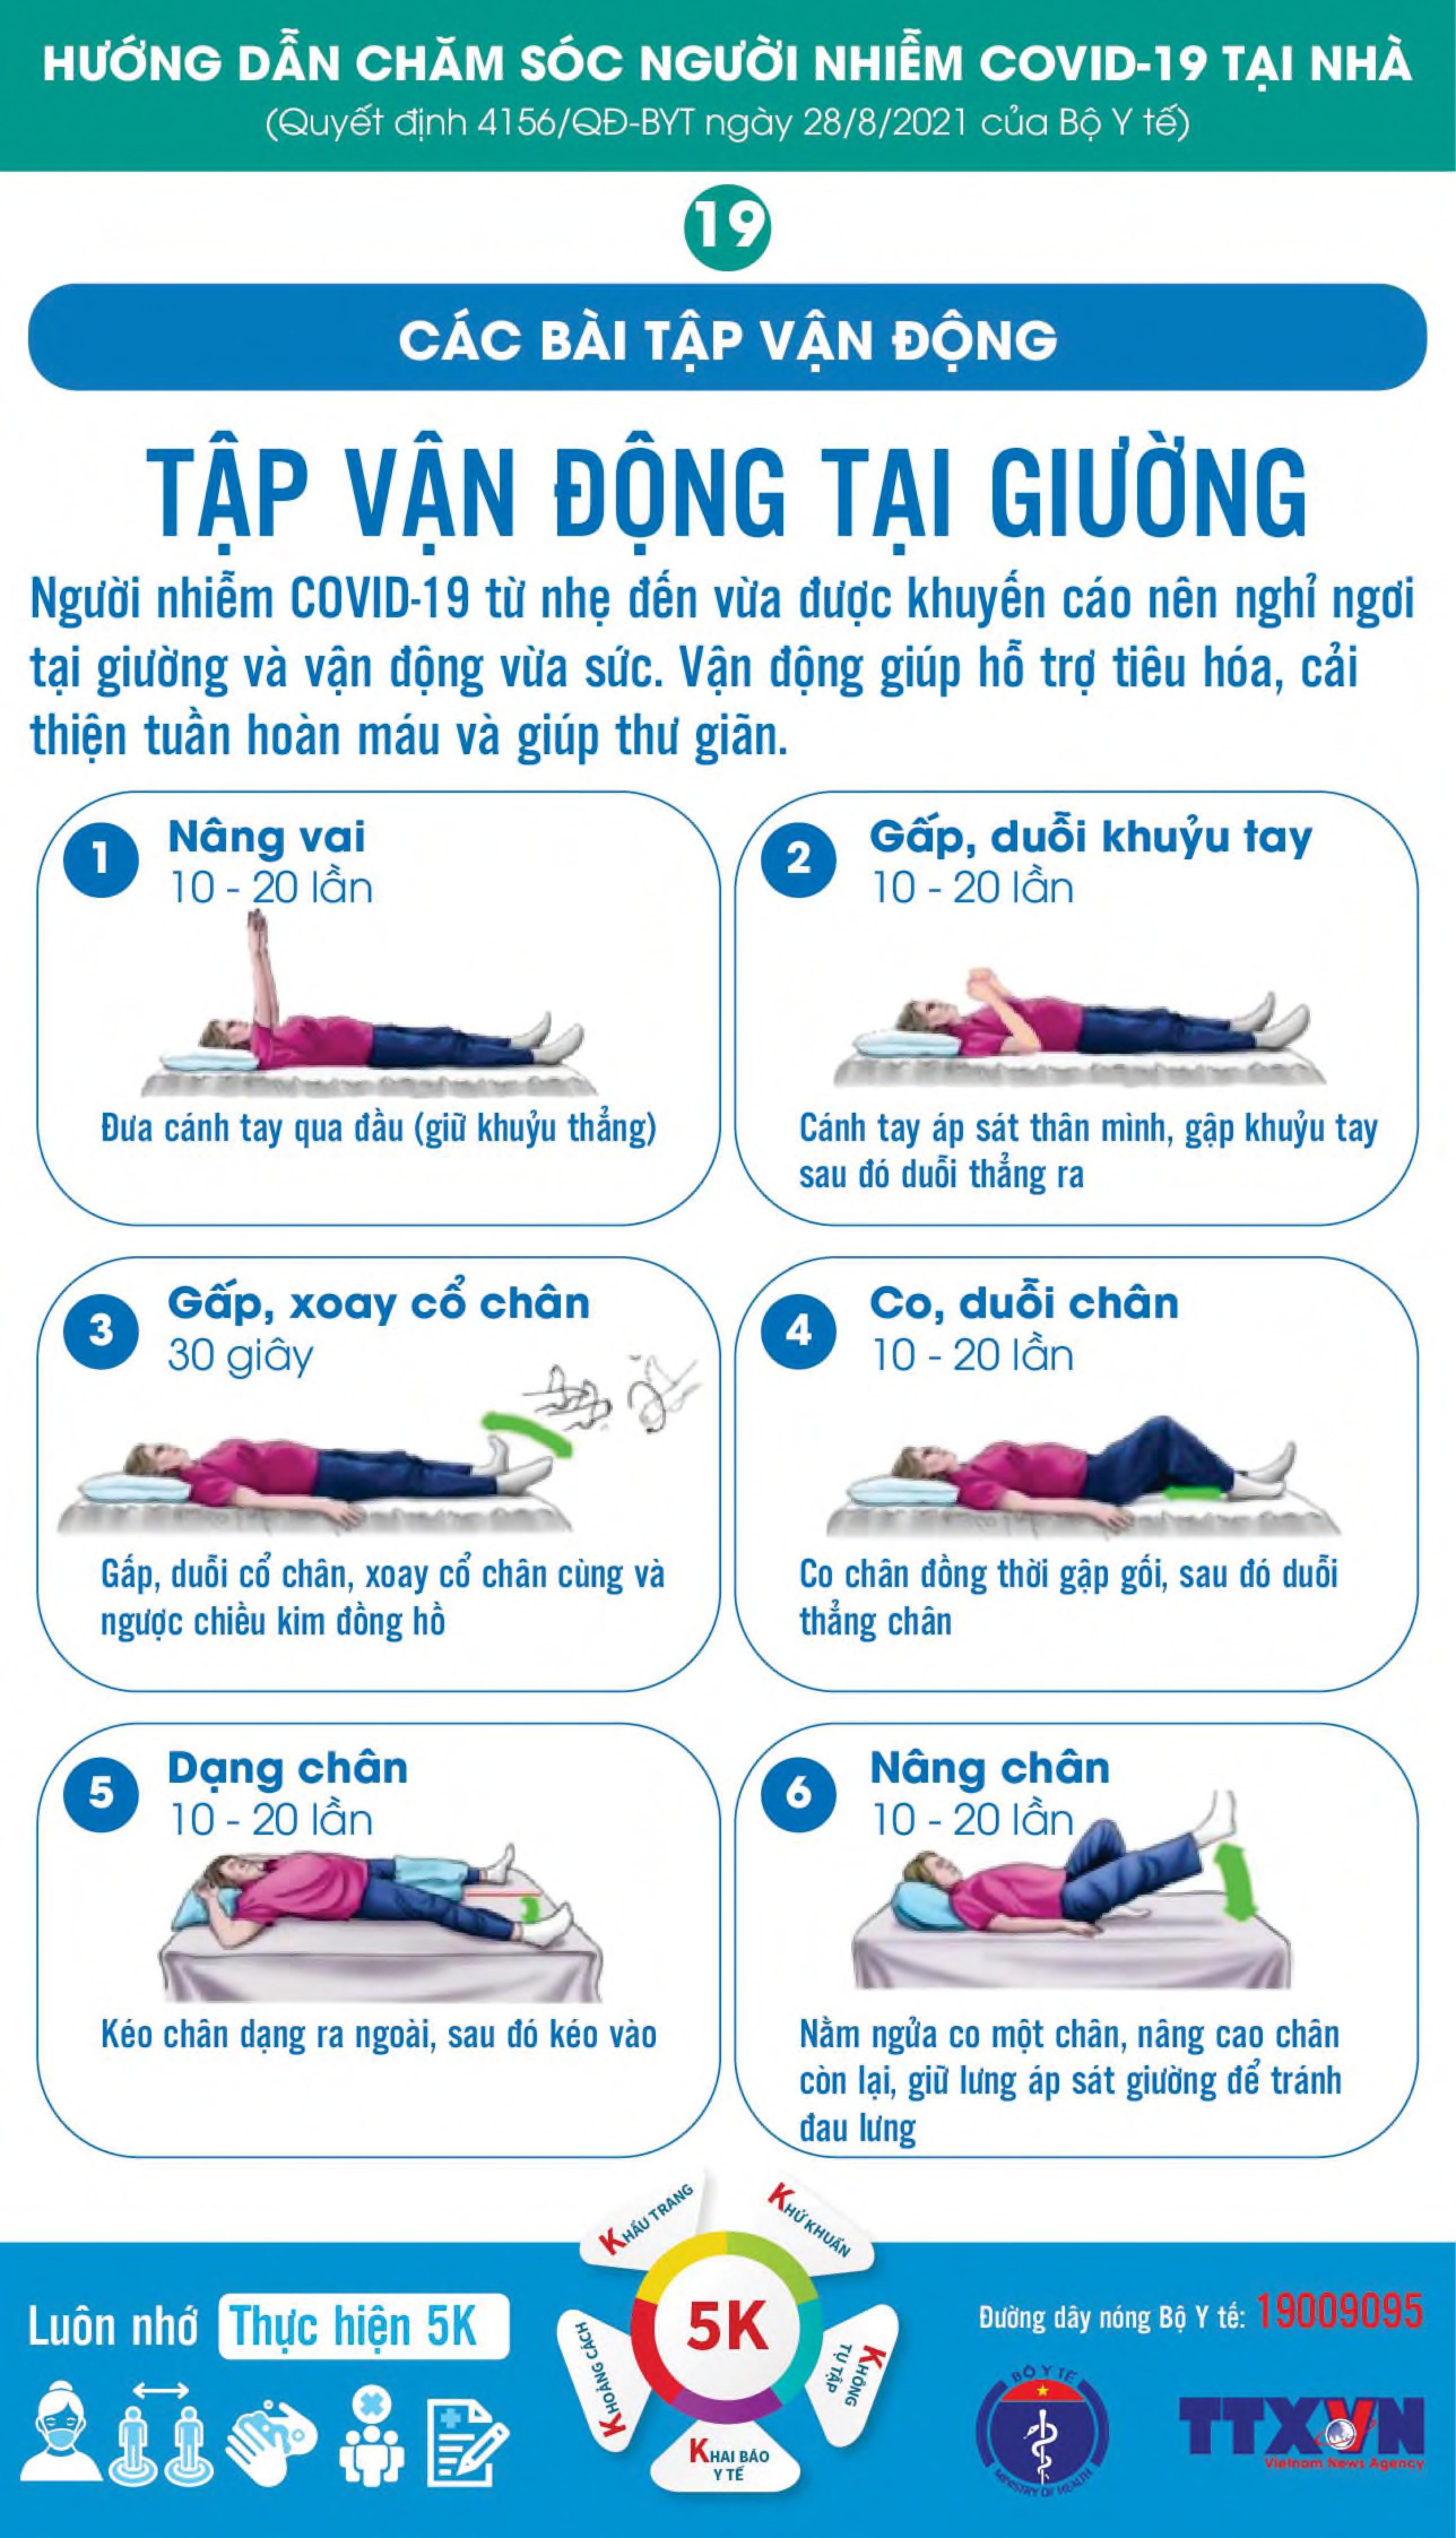 HƯỚNG DẪN CHĂM SÓC NGƯỜI NHIỄM COVID-19 TẠI NHÀ
(Quyết định 4156/QĐ-BYT ngày 28/8/2021 của Bộ Y tế)
19
CÁC BÀI TẬP VẬN ĐỘNG
TẬP VẬN ĐỘNG TẠI GIƯỜNG
Người nhiễm COVID-19 từ nhẹ đến vừa được khuyến cáo nên nghỉ ngơi
tại giường và vận động vừa sức. Vận động giúp hỗ trợ tiêu hóa, cải
thiện tuần hoàn máu và giúp thư giãn.
1
Nâng vai
10 - 20 lần
Đưa cánh tay qua đầu (giữ khuỷu thẳng)
2
Gấp, duỗi khuỷu tay
10 - 20 lần
Cánh tay áp sát thân mình, gập khuỷu tay
sau đó duỗi thẳng ra
3
Gấp, xoay cổ chân
30 giây
Gấp, duỗi cổ chân, xoay cổ chân cùng và
ngược chiều kim đồng hồ
4
Co, duỗi chân
10 - 20 lần
Co chân đồng thời gập gối, sau đó duỗi
thẳng chân
5
Dạng chân
10 - 20 lần
Kéo chân dạng ra ngoài, sau đó kéo vào
6
Nâng chân
10 - 20 lần
Nằm ngửa co một chân, nâng cao chân
còn lại, giữ lưng áp sát giường để tránh
đau lưng
Luôn nhớ Thực hiện 5K
KHẨU TRANG
KHỬ KHUẨN
KHOẢNG CÁCH
5K
KHÔNG
TỤ TẬP
KHAI BÁO
Y TẾ
Đường dây nóng Bộ Y tế: 19009095
BỘ Y TẾ
MINISTRY OF HEALTH
TTXVN
Vietnam News Agency